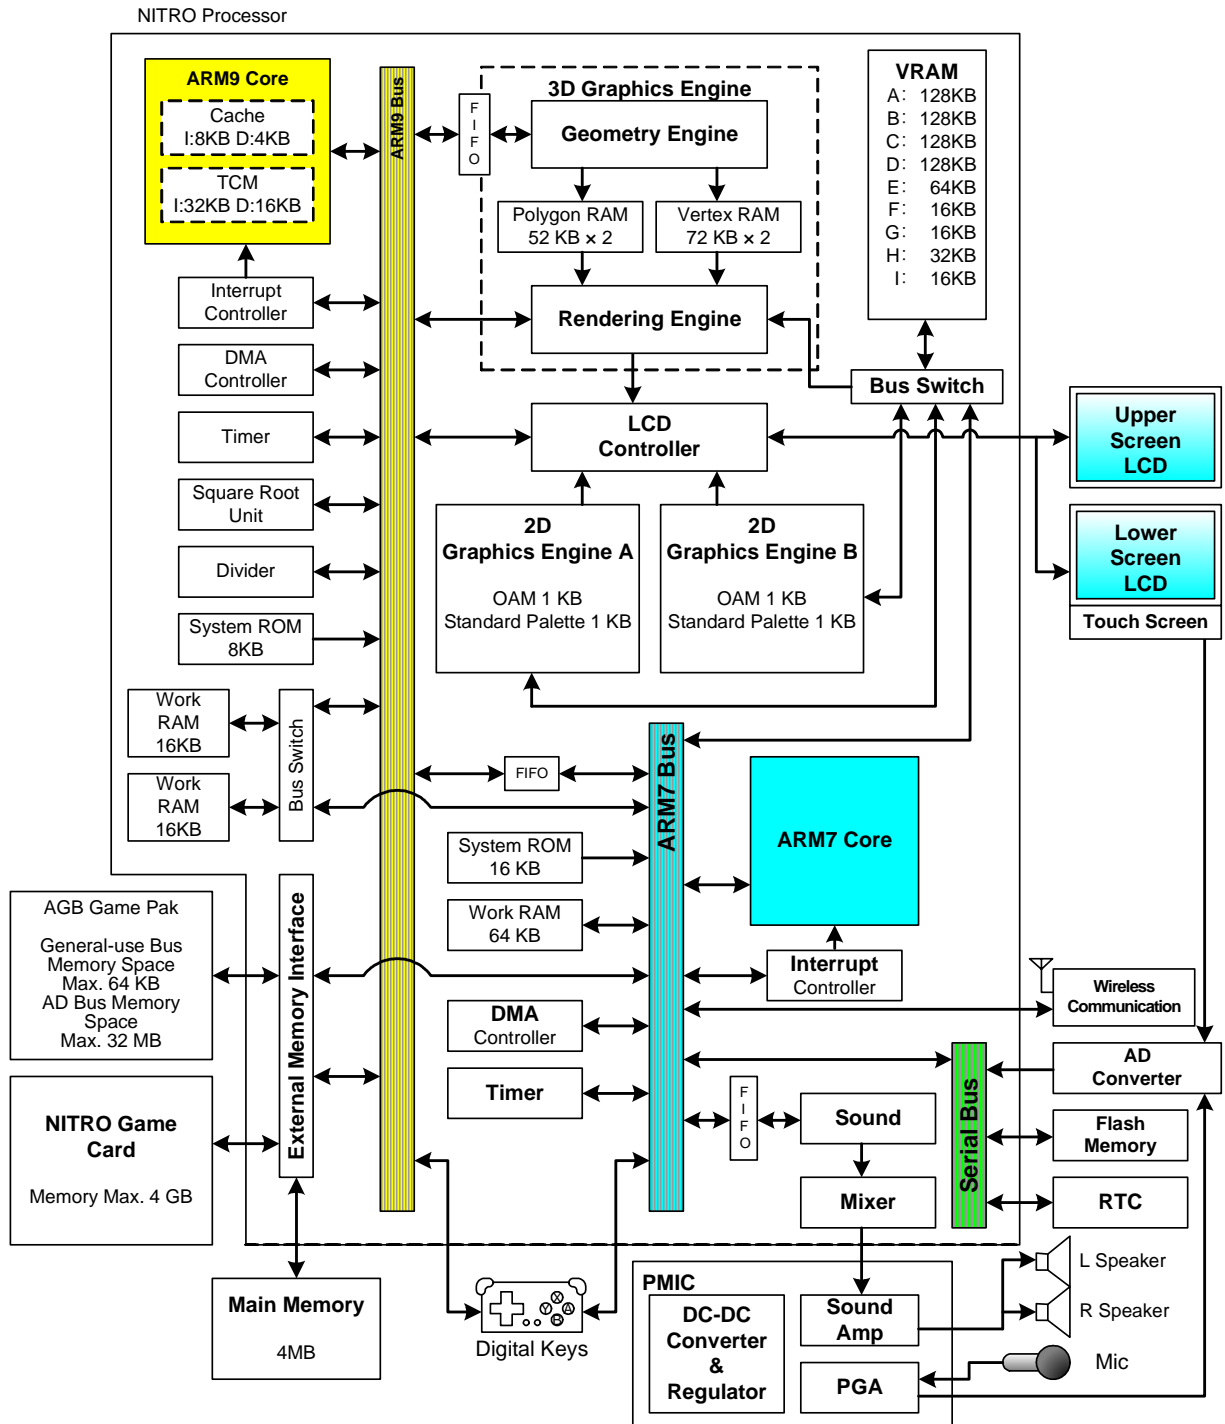 NITRO Processor
ARM9 Core
Cache
I:8KB D:4KB
TCM
I:32KB D:16KB
Interrupt
Controller
DMA
Controller
Timer
Square Root
Unit
Divider
System ROM
8KB
Work
RAM
16KB
Work
RAM
16KB
Bus Switch
ARM9 Bus
FIFO
3D Graphics Engine
Geometry Engine
Polygon RAM
52 KB × 2
Vertex RAM
72 KB × 2
Rendering Engine
VRAM
A: 128KB
B: 128KB
C: 128KB
D: 128KB
E: 64KB
F: 16KB
G: 16KB
H: 32KB
I: 16KB
Bus Switch
LCD
Controller
Upper
Screen
LCD
Lower
Screen
LCD
Touch Screen
2D
Graphics Engine A
OAM 1 KB
Standard Palette 1 KB
2D
Graphics Engine B
OAM 1 KB
Standard Palette 1 KB
FIFO
ARM7 Bus
ARM7 Core
System ROM
16 KB
Work RAM
64 KB
Interrupt
Controller
DMA
Controller
Timer
AGB Game Pak
General-use Bus
Memory Space
Max. 64 KB
AD Bus Memory
Space
Max. 32 MB
NITRO Game
Card
Memory Max. 4 GB
External Memory Interface
Main Memory
4MB
Digital Keys
X
Y
A
B
FIFO
Sound
Mixer
Serial Bus
Wireless
Communication
AD
Converter
Flash
Memory
RTC
PMIC
DC-DC
Converter
&
Regulator
Sound
Amp
PGA
L Speaker
R Speaker
Mic